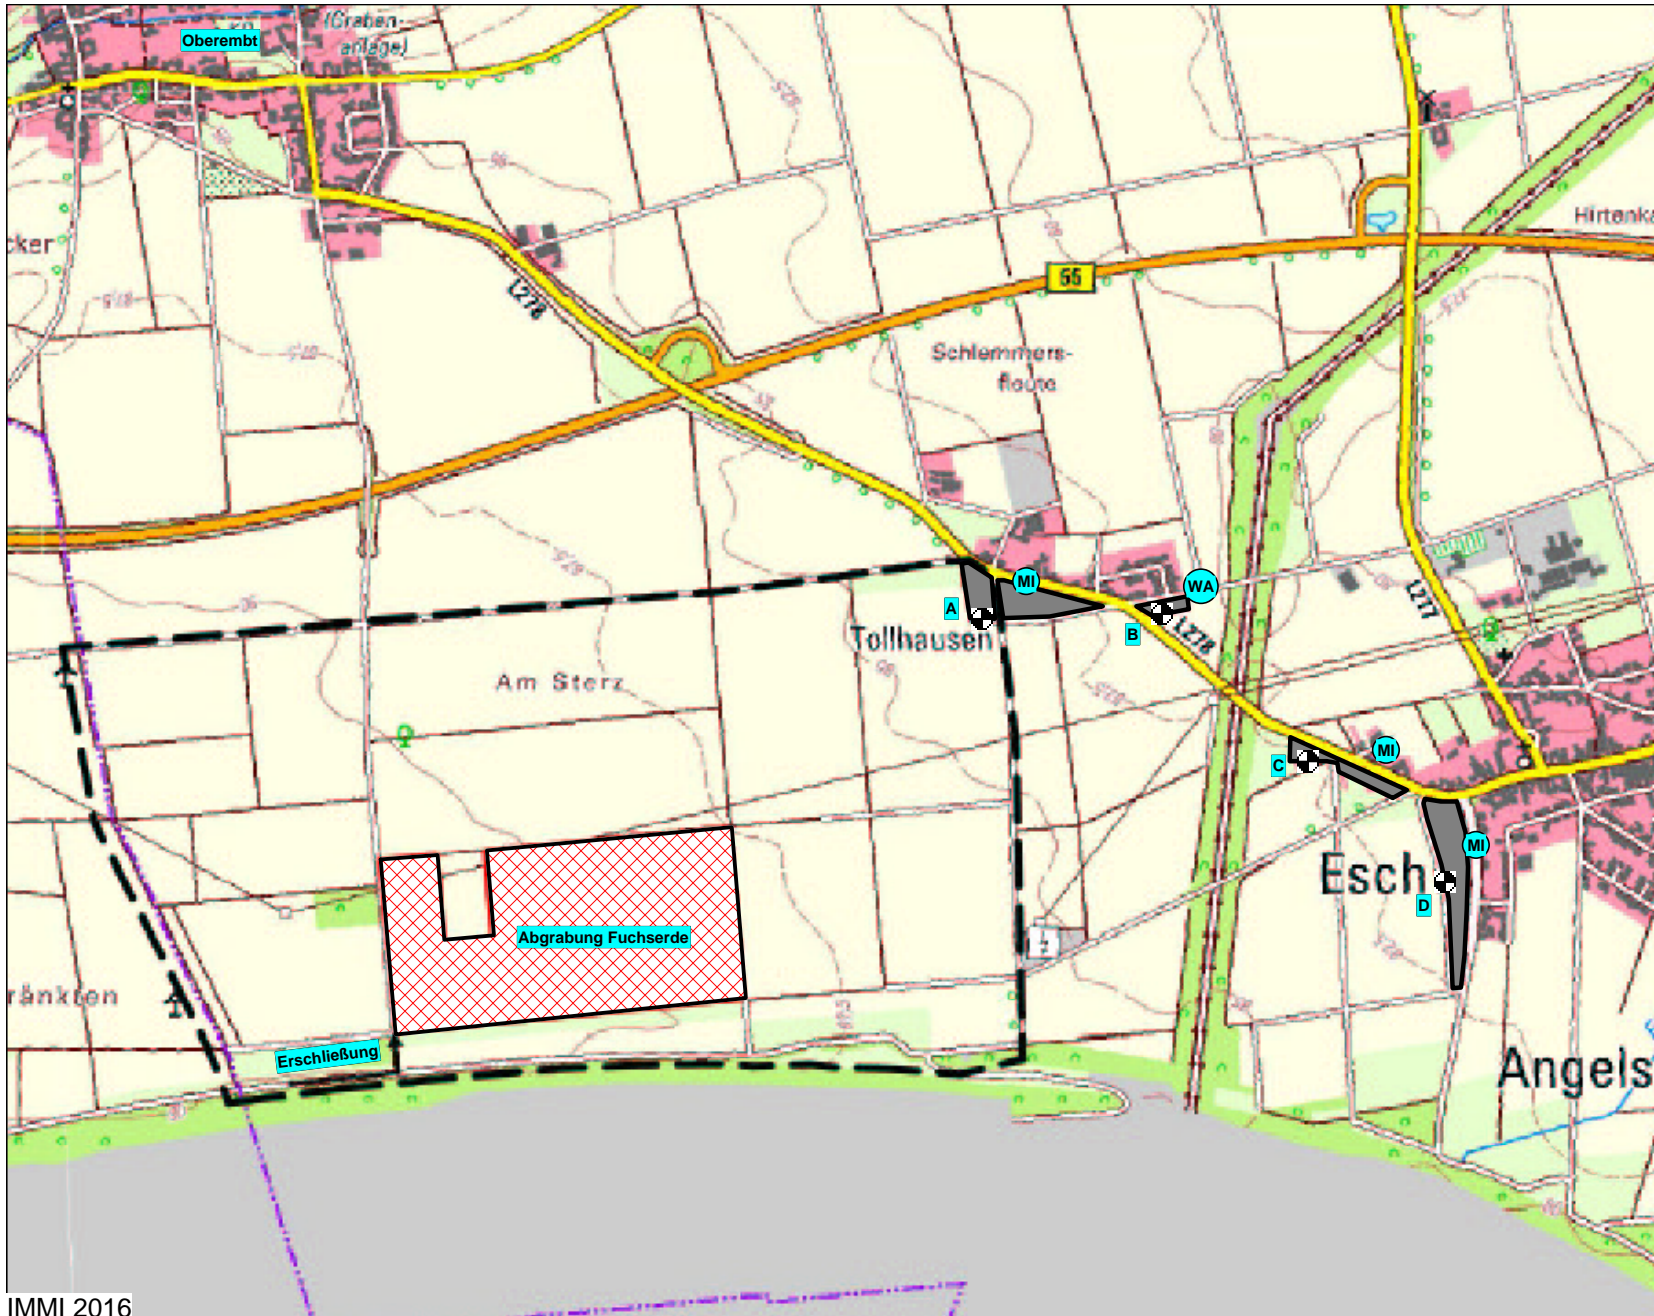 Oberembt
(Graben-
anlage)
cker
Hirtenka
55
L278
Schlemmers-
floute
MI
WA
A
B
Tollhausen
L278
L277
Am Sterz
C
MI
MI
Esch
D
Abgrabung Fuchserde
ränkten
Erschließung
Angels
IMMI 2016